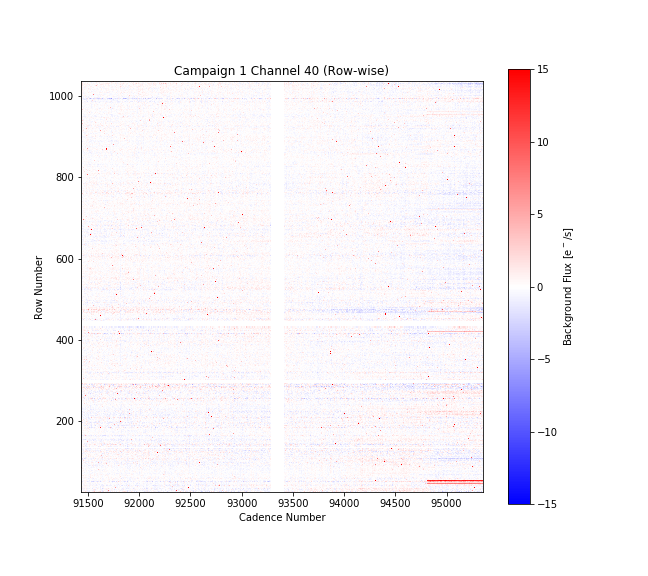 Campaign 1 Channel 40 (Row-wise)
1000
800
600
400
200
Row Number
91500 92000 92500 93000 93500 94000 94500 95000
Cadence Number
15
10
5
0
−5
−10
−15
Background Flux [e⁻/s]